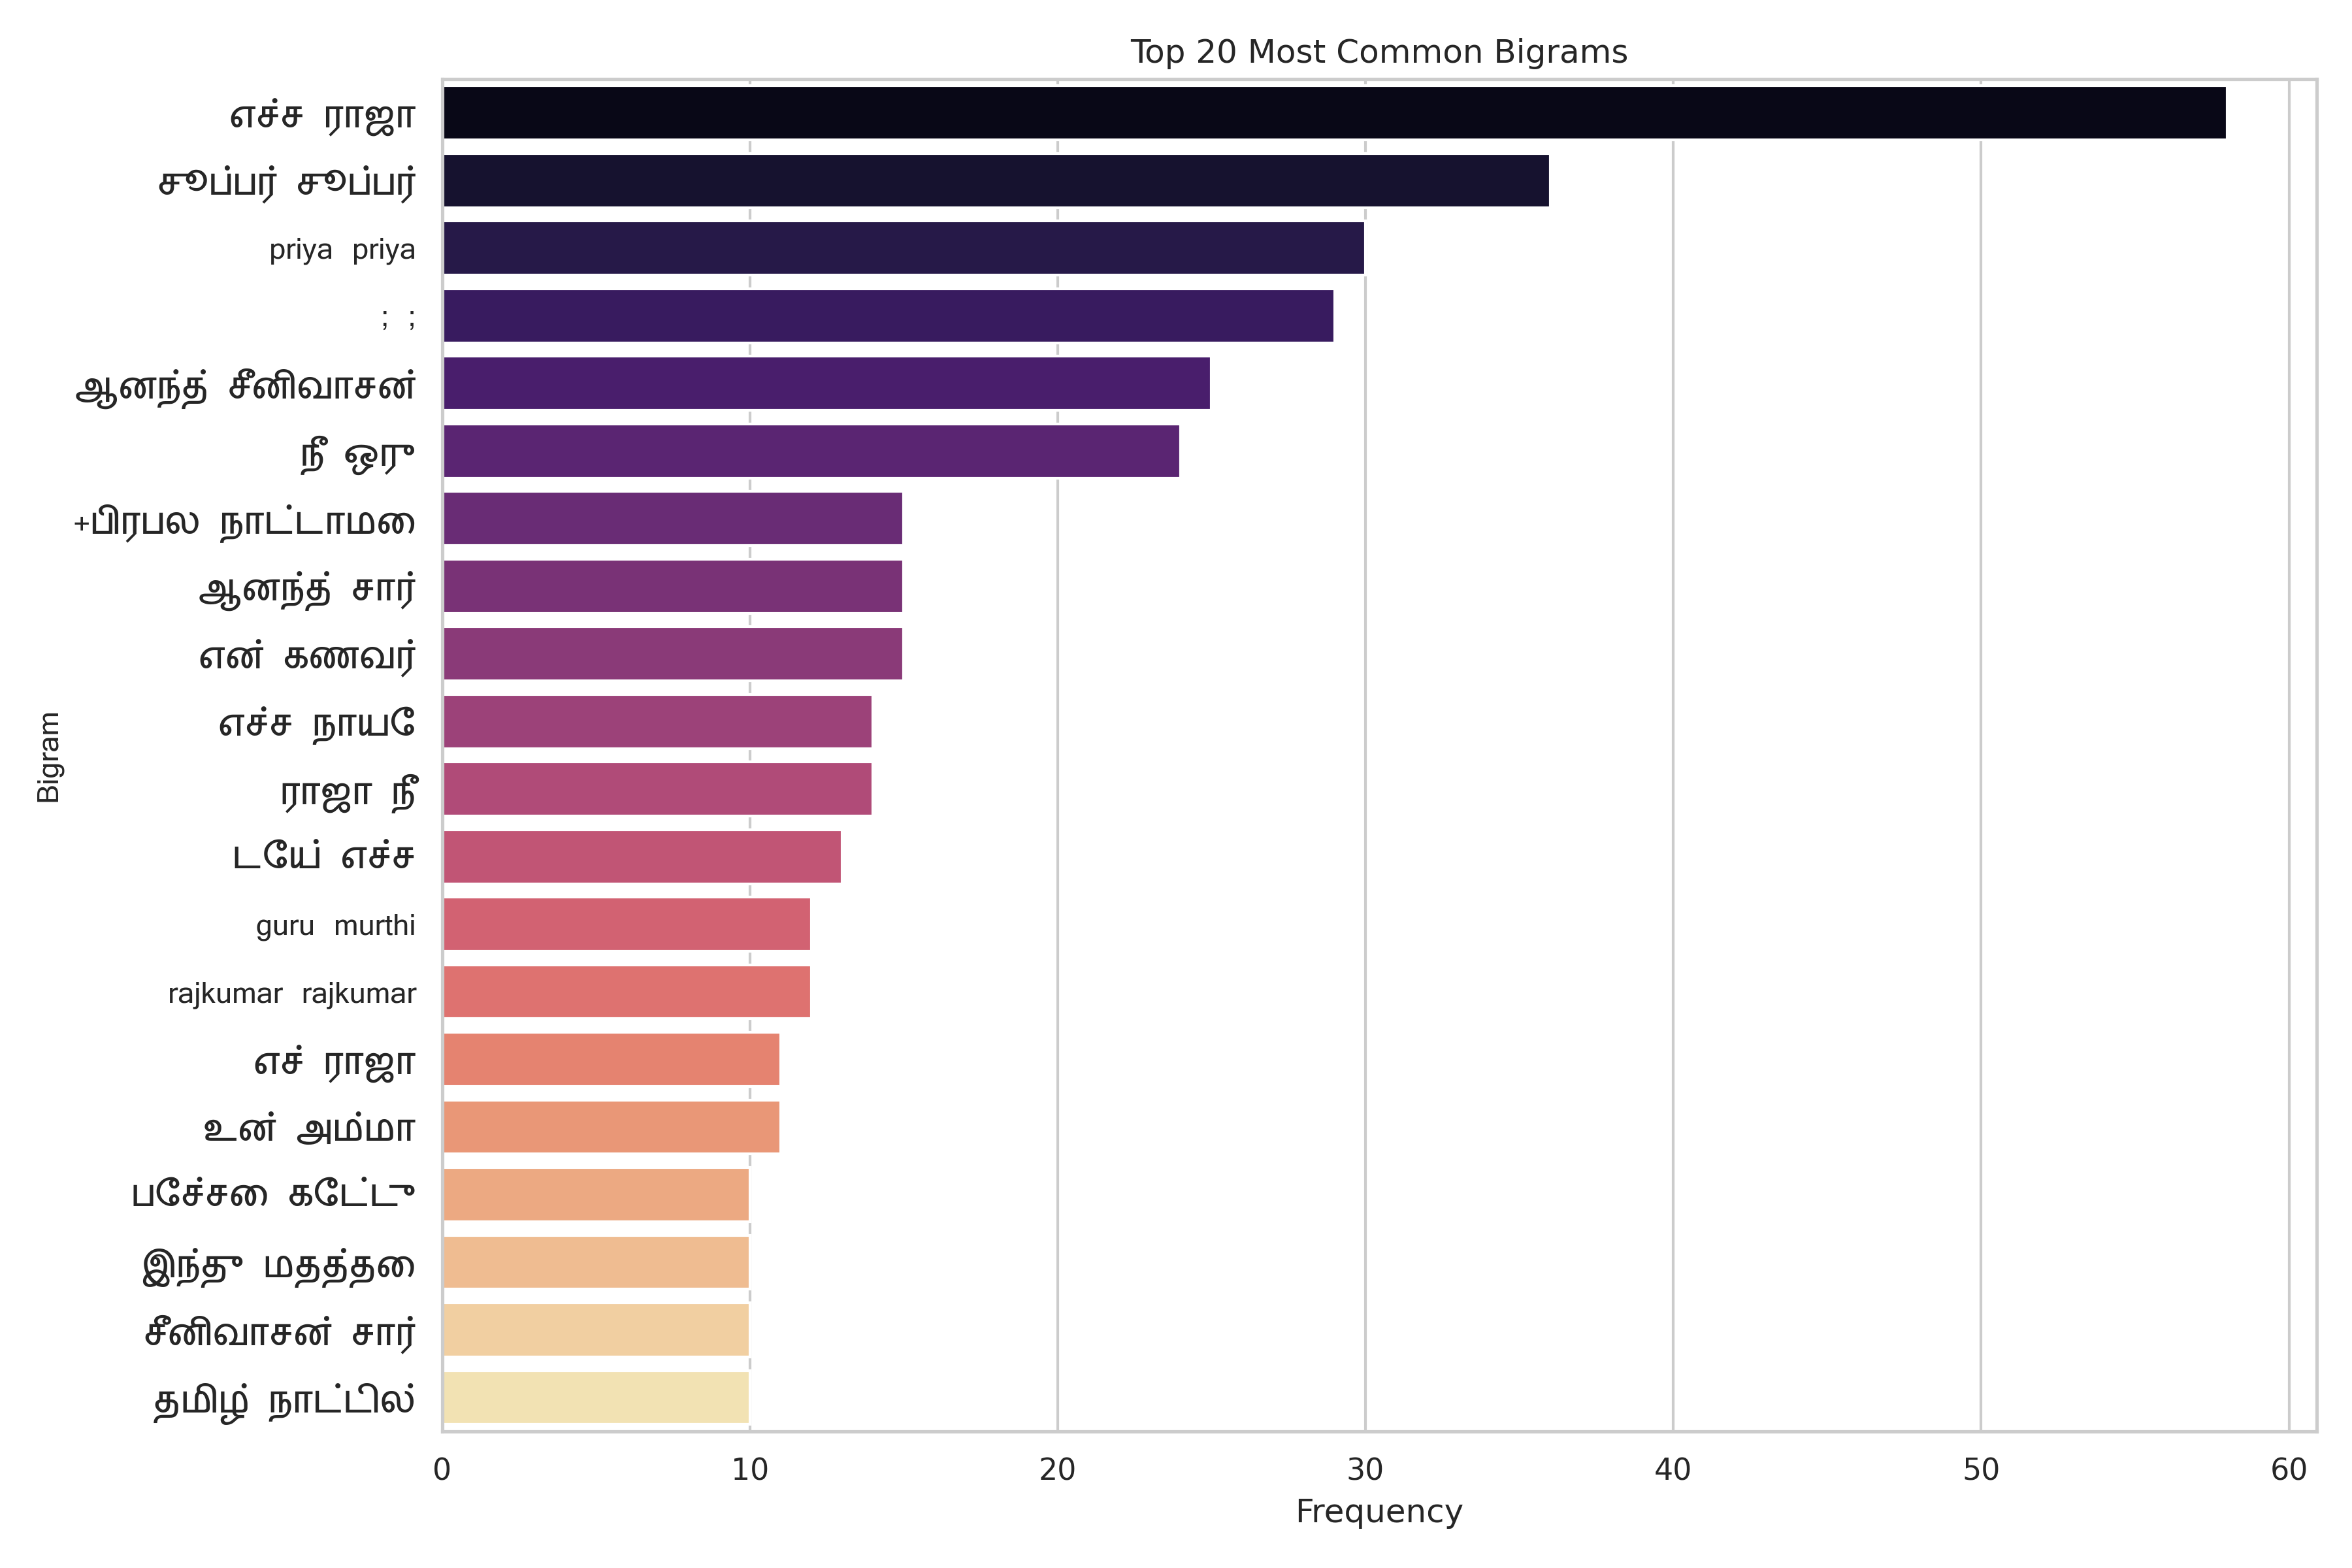 Top 20 Most Common Bigrams
எச்ச ராஜா
சூப்பர் சூப்பர்
priya priya
; ;
ஆனந்த் சீனிவாசன்
நீ ஒரு
+பிரபல நாட்டாமை
ஆனந்த் சார்
என் கணவர்
எச்ச நாயே
ராஜா நீ
டேய் எச்ச
guru murthi
rajkumar rajkumar
எச் ராஜா
உன் அம்மா
பேச்சை கேட்டு
இந்து மதத்தை
சீனிவாசன் சார்
தமிழ் நாட்டில்
Bigram
0 10 20 30 40 50 60
Frequency